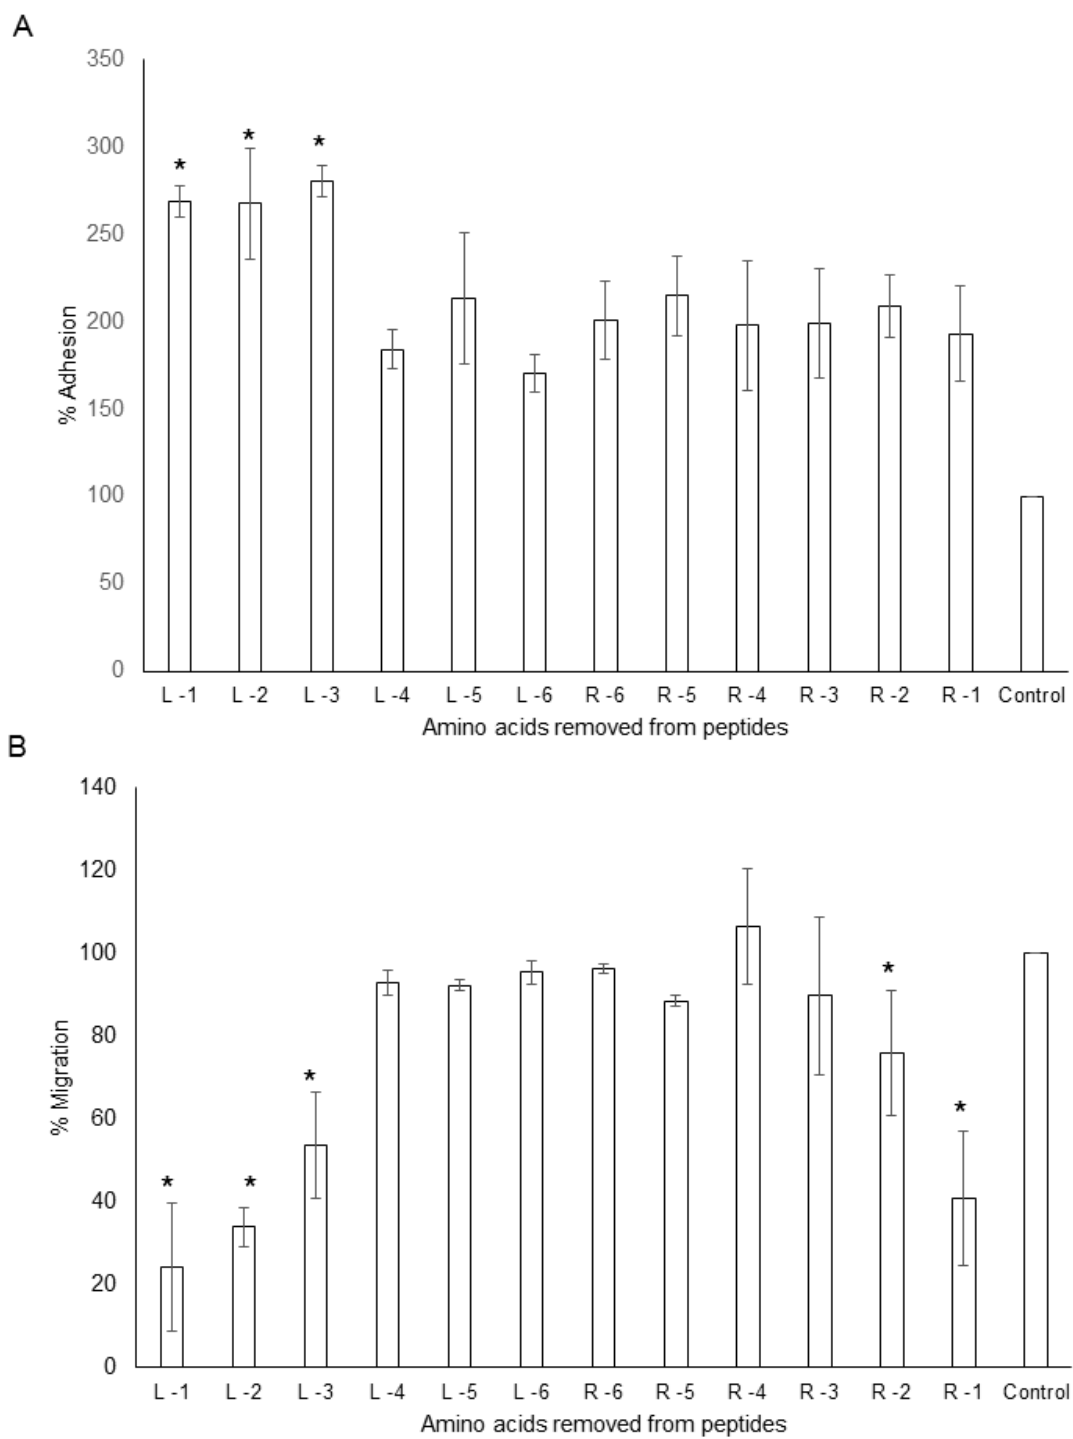 A
350
300
250
200
150
100
50
0
% Adhesion
* * *
L -1 L -2 L -3 L -4 L -5 L -6 R -6 R -5 R -4 R -3 R -2 R -1 Control
Amino acids removed from peptides
B
140
120
100
80
60
40
20
0
% Migration
* * * * *
L -1 L -2 L -3 L -4 L -5 L -6 R -6 R -5 R -4 R -3 R -2 R -1 Control
Amino acids removed from peptides